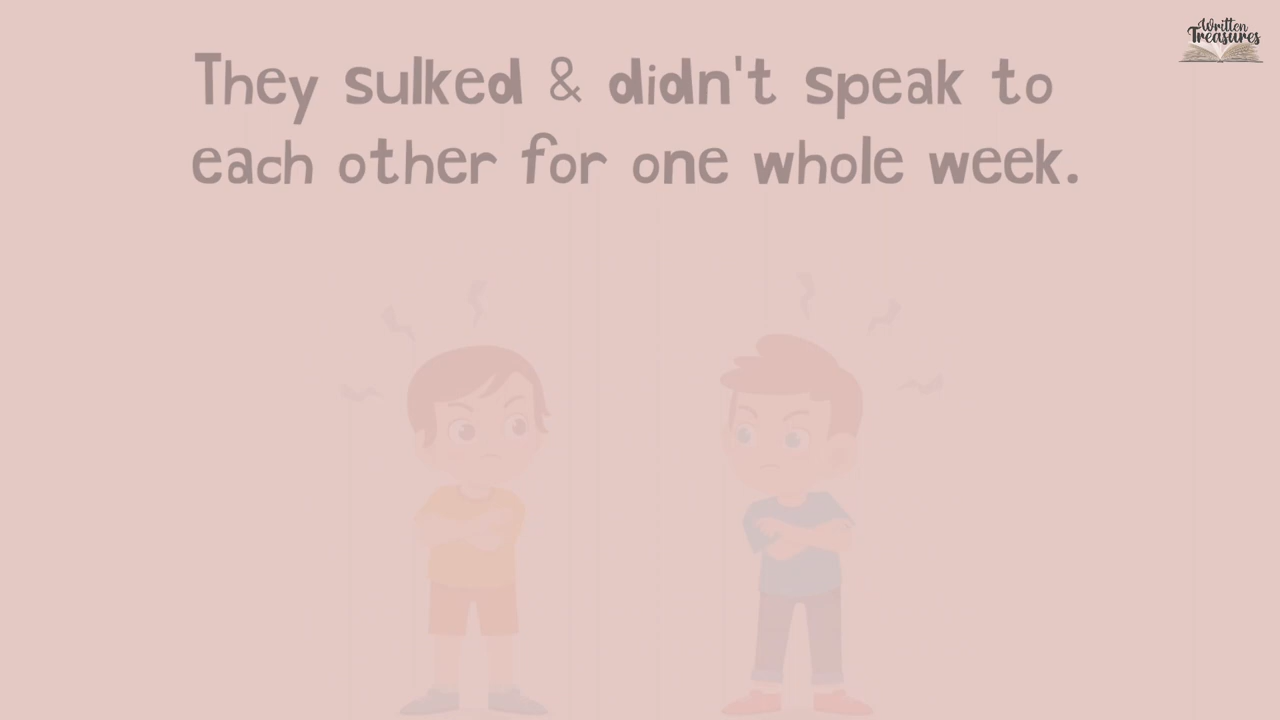 Written
Treasures
They sulked & didn't speak to
each other for one whole week.